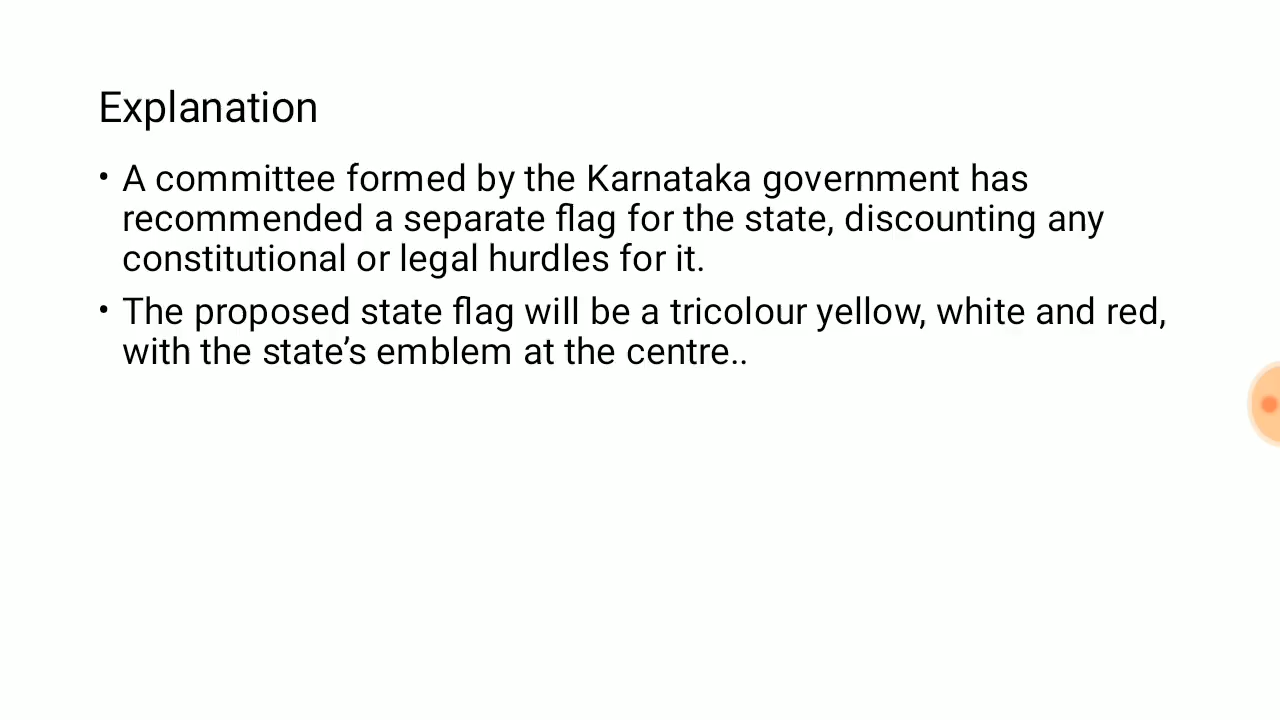 Explanation
• A committee formed by the Karnataka government has
recommended a separate flag for the state, discounting any
constitutional or legal hurdles for it.
• The proposed state flag will be a tricolour yellow, white and red,
with the state’s emblem at the centre..